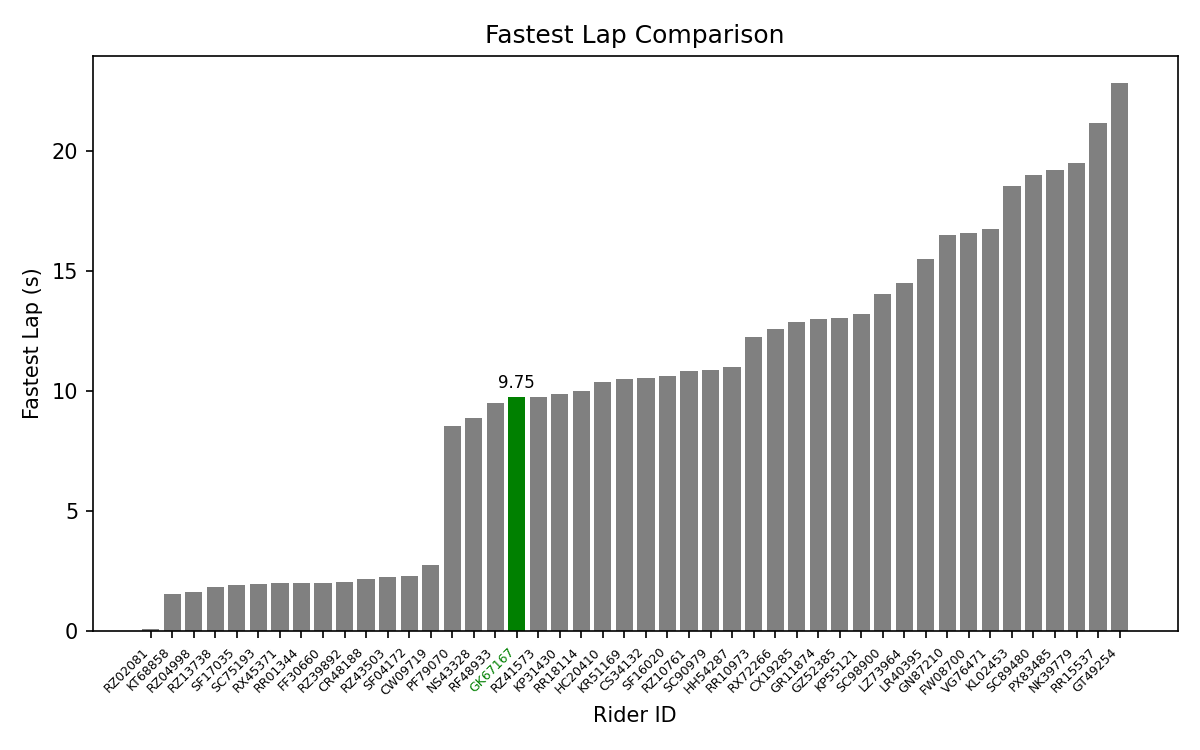 Fastest Lap Comparison
Fastest Lap (s)
20
15
10
5
0
9.75
RZ02081
KT68858
RZ04998
RZ13738
SF17035
SC75193
RX45371
RR01344
FF30660
RZ39892
CR48188
RZ43503
SF04172
CW09719
PF79070
NS43328
RF48933
GK67167
RZ41573
KP31430
RR18114
HC20410
KR51169
CS34132
SF16020
RZ10761
SC90979
HH54287
RR10973
RX72266
CX19285
GR11874
GZ52385
KP55121
SC98900
LZ73964
LR40395
GN87210
FW08700
VG76471
KL02453
SC89480
PX83485
NK39779
RR15537
GT49254
Rider ID